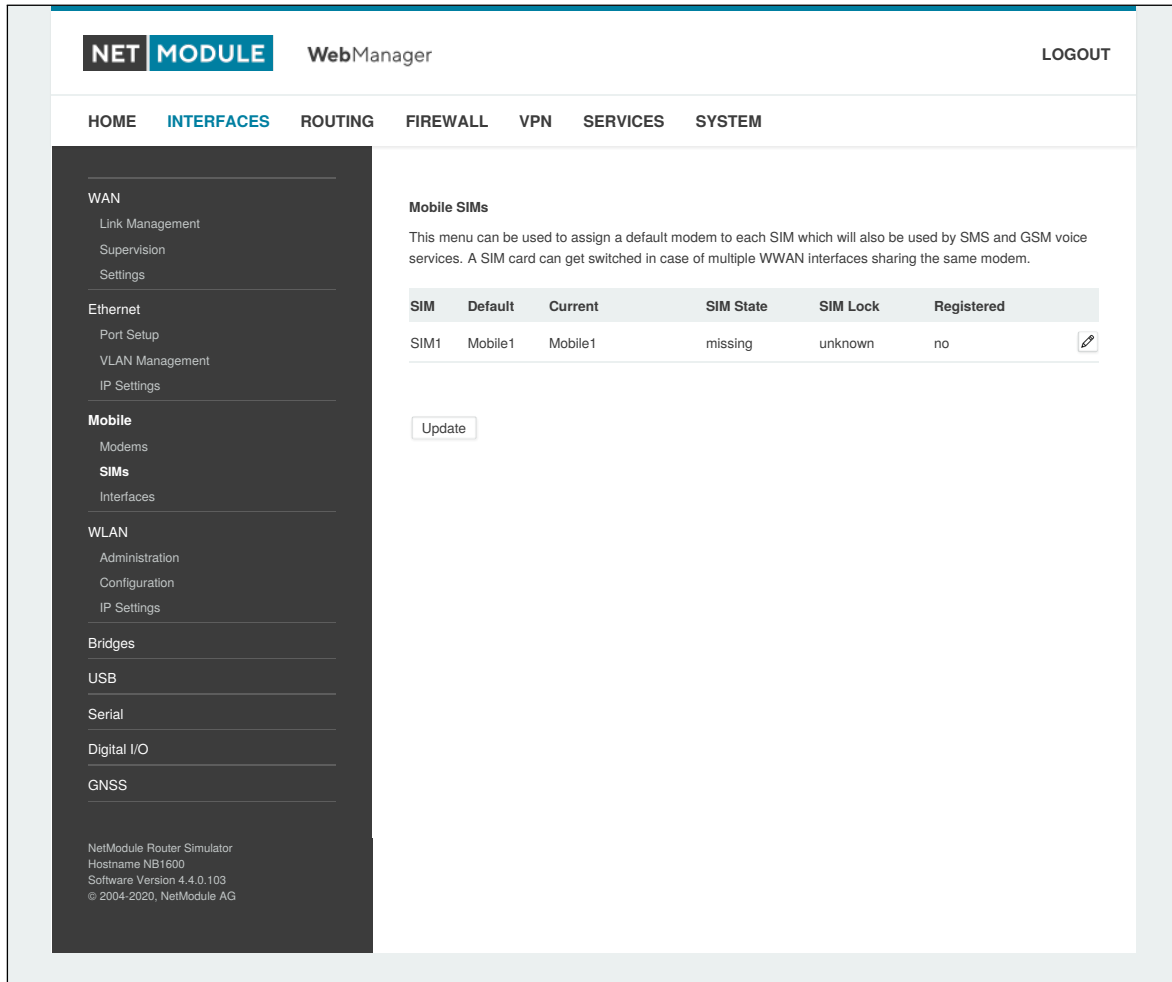 NET MODULE WebManager LOGOUT
HOME INTERFACES ROUTING FIREWALL VPN SERVICES SYSTEM
WAN
Link Management
Supervision
Settings
Ethernet
Port Setup
VLAN Management
IP Settings
Mobile
Modems
SIMs
Interfaces
WLAN
Administration
Configuration
IP Settings
Bridges
USB
Serial
Digital I/O
GNSS
NetModule Router Simulator
Hostname NB1600
Software Version 4.4.0.103
© 2004-2020, NetModule AG
Mobile SIMs
This menu can be used to assign a default modem to each SIM which will also be used by SMS and GSM voice
services. A SIM card can get switched in case of multiple WWAN interfaces sharing the same modem.
SIM Default Current SIM State SIM Lock Registered
SIM1 Mobile1 Mobile1 missing unknown no
Update